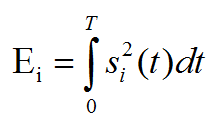 E_i = ∫_0^T s_i^2(t)dt